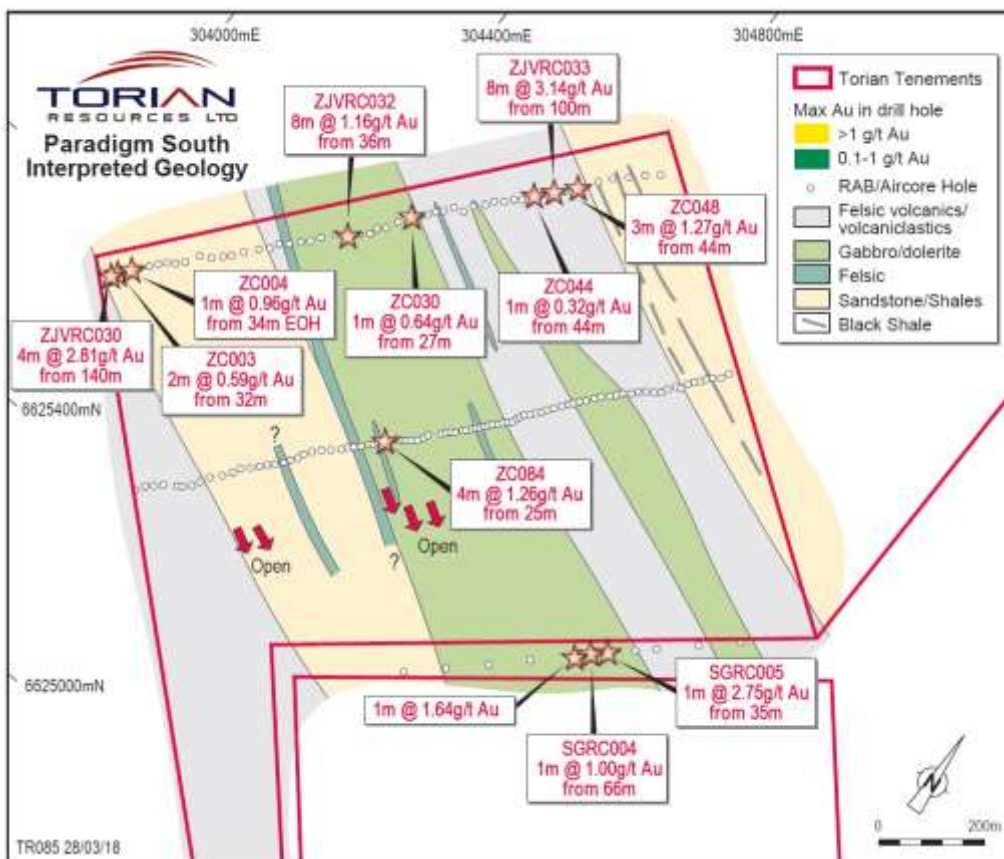 304000mE
304400mE
304800mE
TORIAN
RESOURCES LTD
Paradigm South
Interpreted Geology
ZJVRC032
8m @ 1.16g/t Au
from 36m
ZJVRC033
8m @ 3.14g/t Au
from 100m
Torian Tenements
Max Au in drill hole
>1 g/t Au
0.1-1 g/t Au
RAB/Aircore Hole
Felsic volcanics/
volcaniclastics
Gabbro/dolerite
Felsic
Sandstone/Shales
Black Shale
ZC048
3m @ 1.27g/t Au
from 44m
ZC004
1m @ 0.96g/t Au
from 34m EOH
ZC030
1m @ 0.64g/t Au
from 27m
ZC044
1m @ 0.32g/t Au
from 44m
ZJVRC030
4m @ 2.81g/t Au
from 140m
ZC003
2m @ 0.59g/t Au
from 32m
6625400mN
?
ZC084
4m @ 1.26g/t Au
from 25m
Open
Open
?
6625000mN
1m @ 1.64g/t Au
SGRC005
1m @ 2.75g/t Au
from 35m
SGRC004
1m @ 1.00g/t Au
from 66m
N
0
200m
TR085 28/03/18